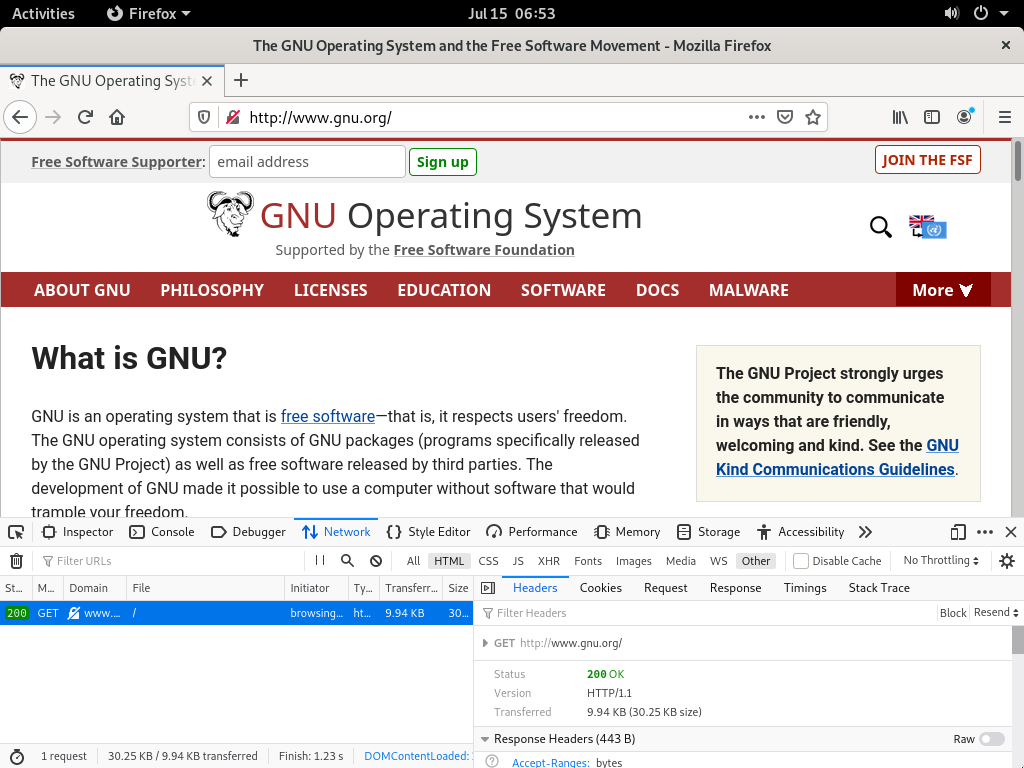 Activities
Firefox
Jul 15 06:53
The GNU Operating System and the Free Software Movement - Mozilla Firefox
The GNU Operating Syst
http://www.gnu.org/
Free Software Supporter:
email address
Sign up
JOIN THE FSF
GNU Operating System
Supported by the Free Software Foundation
ABOUT GNU
PHILOSOPHY
LICENSES
EDUCATION
SOFTWARE
DOCS
MALWARE
More
What is GNU?
GNU is an operating system that is free software—that is, it respects users' freedom.
The GNU operating system consists of GNU packages (programs specifically released
by the GNU Project) as well as free software released by third parties. The
development of GNU made it possible to use a computer without software that would
trample your freedom.
The GNU Project strongly urges
the community to communicate
in ways that are friendly,
welcoming and kind. See the GNU
Kind Communications Guidelines.
Inspector
Console
Debugger
Network
Style Editor
Performance
Memory
Storage
Accessibility
Filter URLs
All
HTML
CSS
JS
XHR
Fonts
Images
Media
WS
Other
Disable Cache
No Throttling
St...
M...
Domain
File
Initiator
Ty...
Transferr...
Size
200
GET
www....
/
browsing...
ht...
9.94 KB
30...
Headers
Cookies
Request
Response
Timings
Stack Trace
Filter Headers
Block
Resend
GET http://www.gnu.org/
Status
200 OK
Version
HTTP/1.1
Transferred
9.94 KB (30.25 KB size)
Response Headers (443 B)
Raw
Accept-Ranges: bytes
1 request
30.25 KB / 9.94 KB transferred
Finish: 1.23 s
DOMContentLoaded: